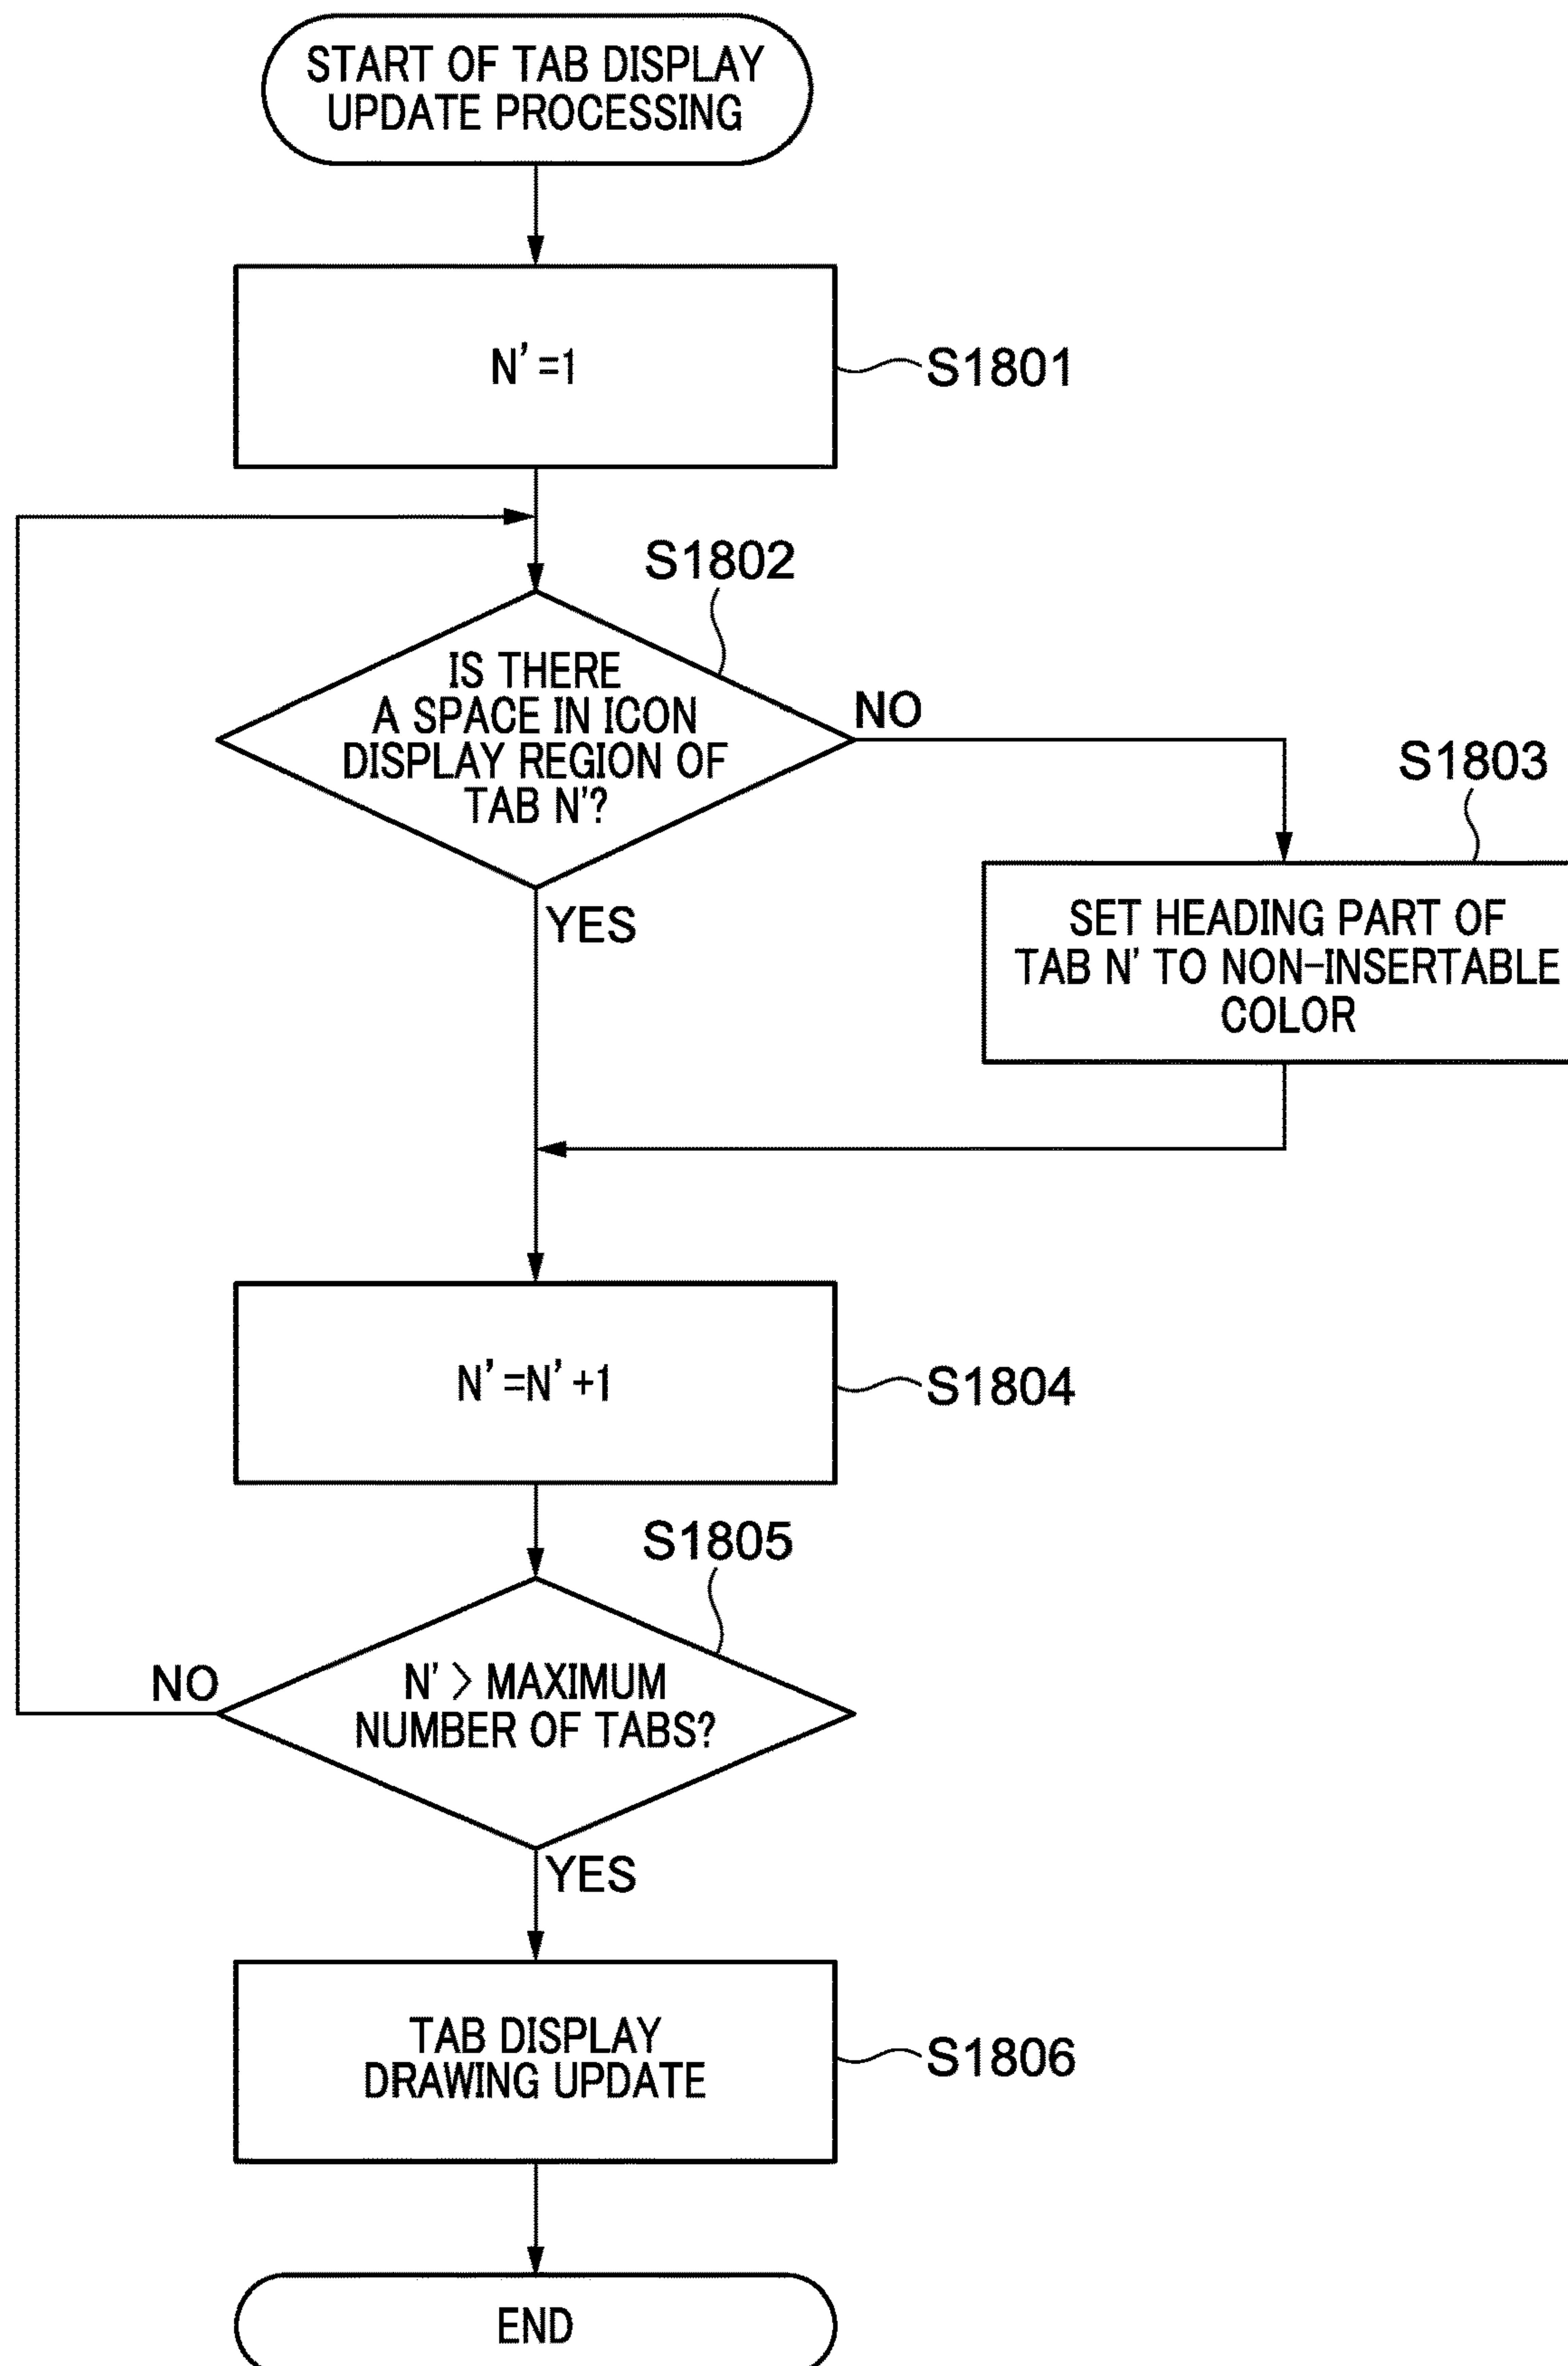 START OF TAB DISPLAY
UPDATE PROCESSING
N'=1
S1801
S1802
IS THERE
A SPACE IN ICON
DISPLAY REGION OF
TAB N'?
NO
YES
S1803
SET HEADING PART OF
TAB N' TO NON-INSERTABLE
COLOR
N'=N'+1
S1804
S1805
N' > MAXIMUM
NUMBER OF TABS?
NO
YES
TAB DISPLAY
DRAWING UPDATE
S1806
END